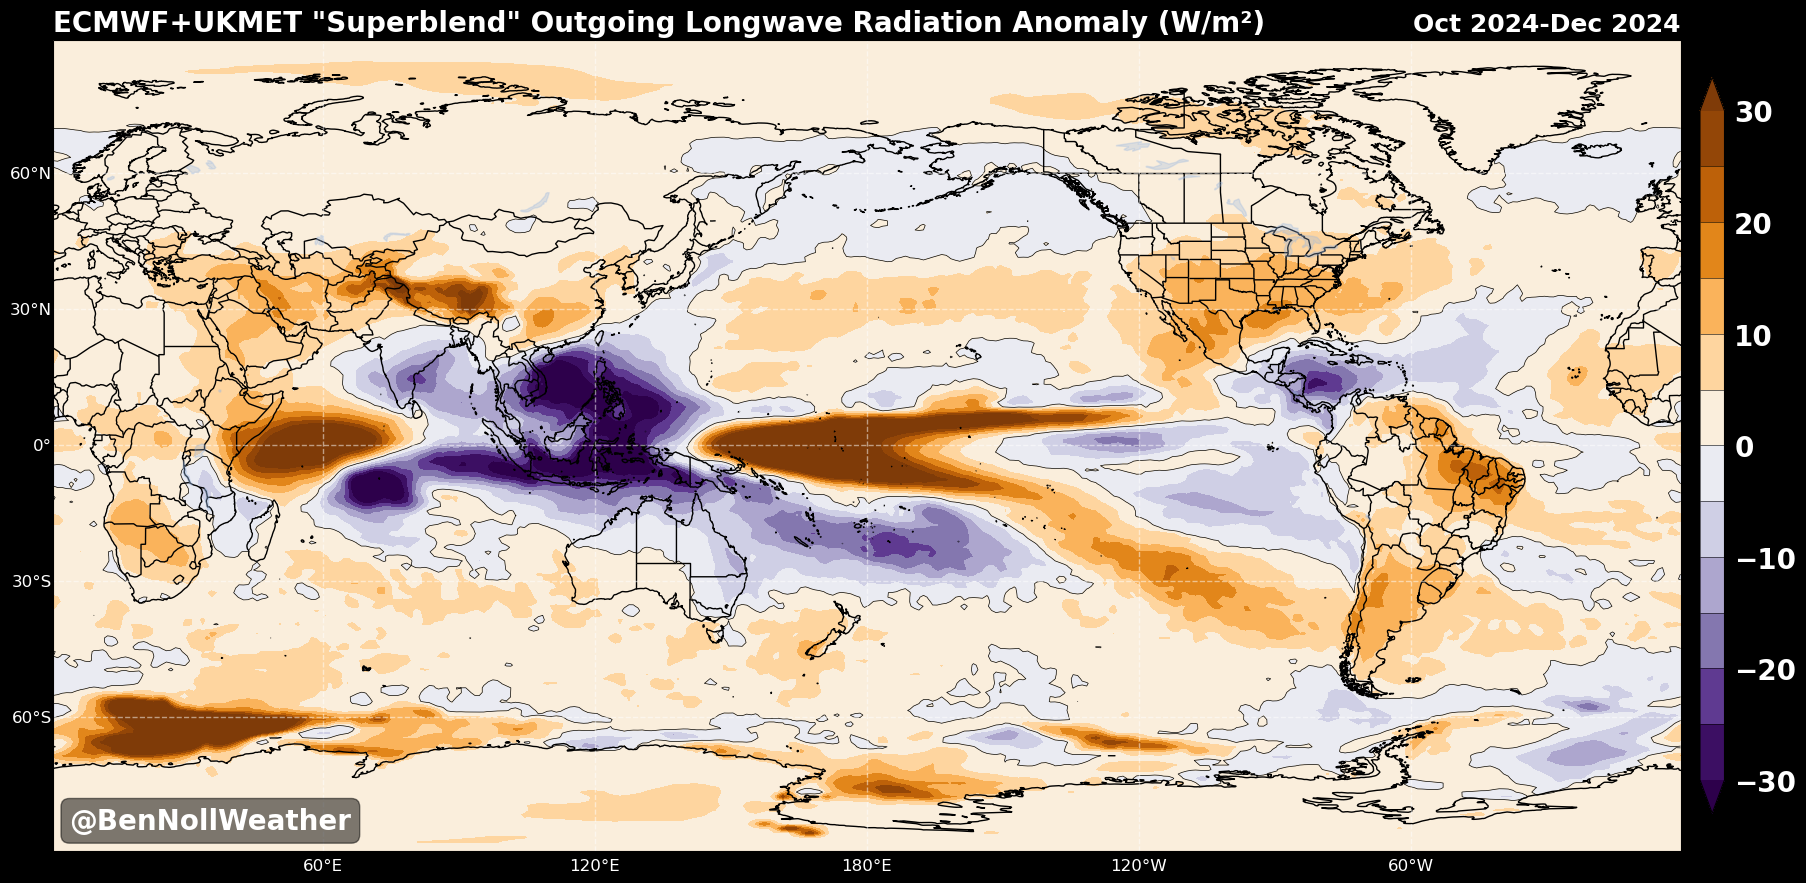 ECMWF+UKMET "Superblend" Outgoing Longwave Radiation Anomaly (W/m²) Oct 2024-Dec 2024
30
60°N
20
30°N
10
0°
0
−10
30°S
−20
60°S
−30
@BenNollWeather
60°E 120°E 180°E 120°W 60°W